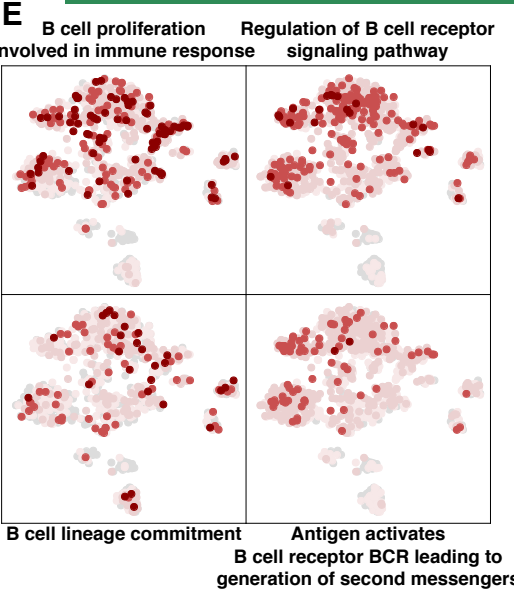 E
B cell proliferation
involved in immune response
Regulation of B cell receptor
signaling pathway
B cell lineage commitment
Antigen activates
B cell receptor BCR leading to
generation of second messengers